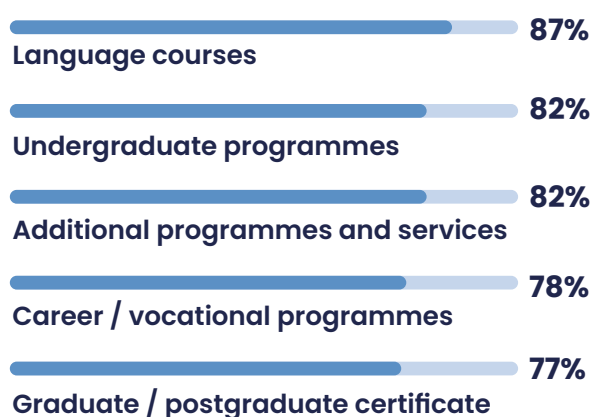 87%
Language courses
82%
Undergraduate programmes
82%
Additional programmes and services
78%
Career / vocational programmes
77%
Graduate / postgraduate certificate